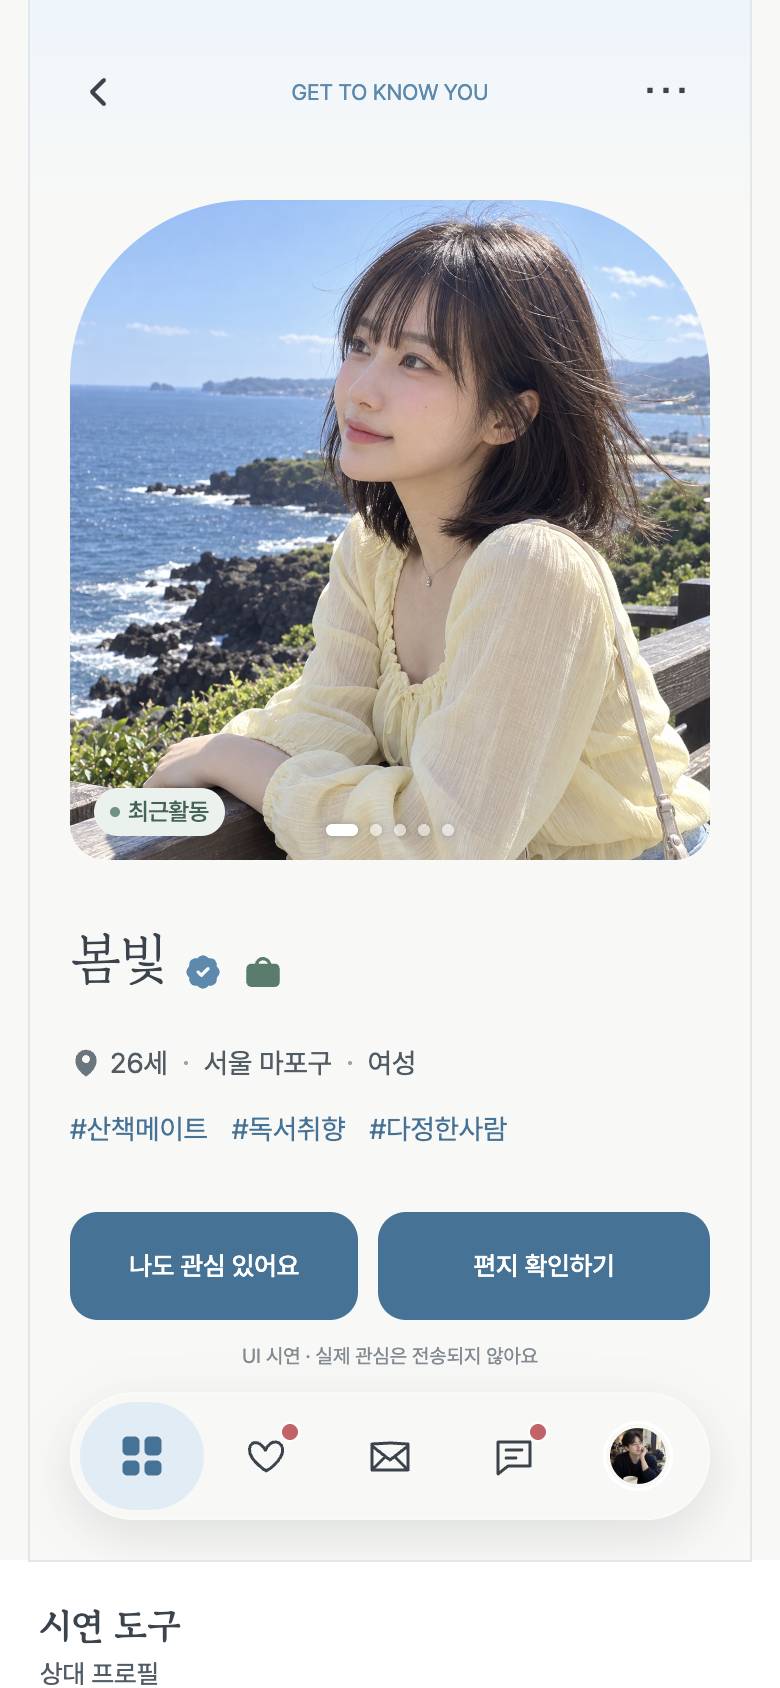 GET TO KNOW YOU
최근활동
봄빛
26세 · 서울 마포구 · 여성
#산책메이트 #독서취향 #다정한사람
나도 관심 있어요
편지 확인하기
UI 시연 · 실제 관심은 전송되지 않아요
시연 도구
상대 프로필